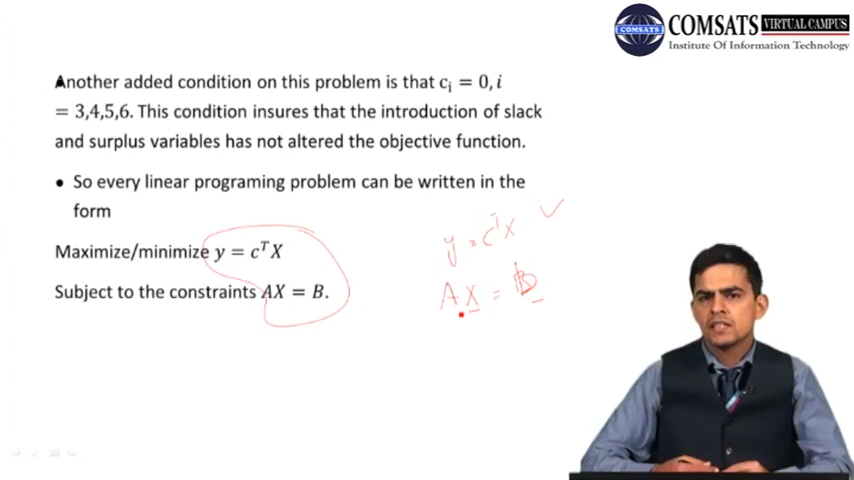 COMSATS VIRTUAL CAMPUS
Institute Of Information Technology
COMSATS
Another added condition on this problem is that cᵢ = 0, i
= 3,4,5,6. This condition insures that the introduction of slack
and surplus variables has not altered the objective function.
• So every linear programing problem can be written in the
form
Maximize/minimize y = cᵀX
Subject to the constraints AX = B.
y = cᵀX ✓
AX = B